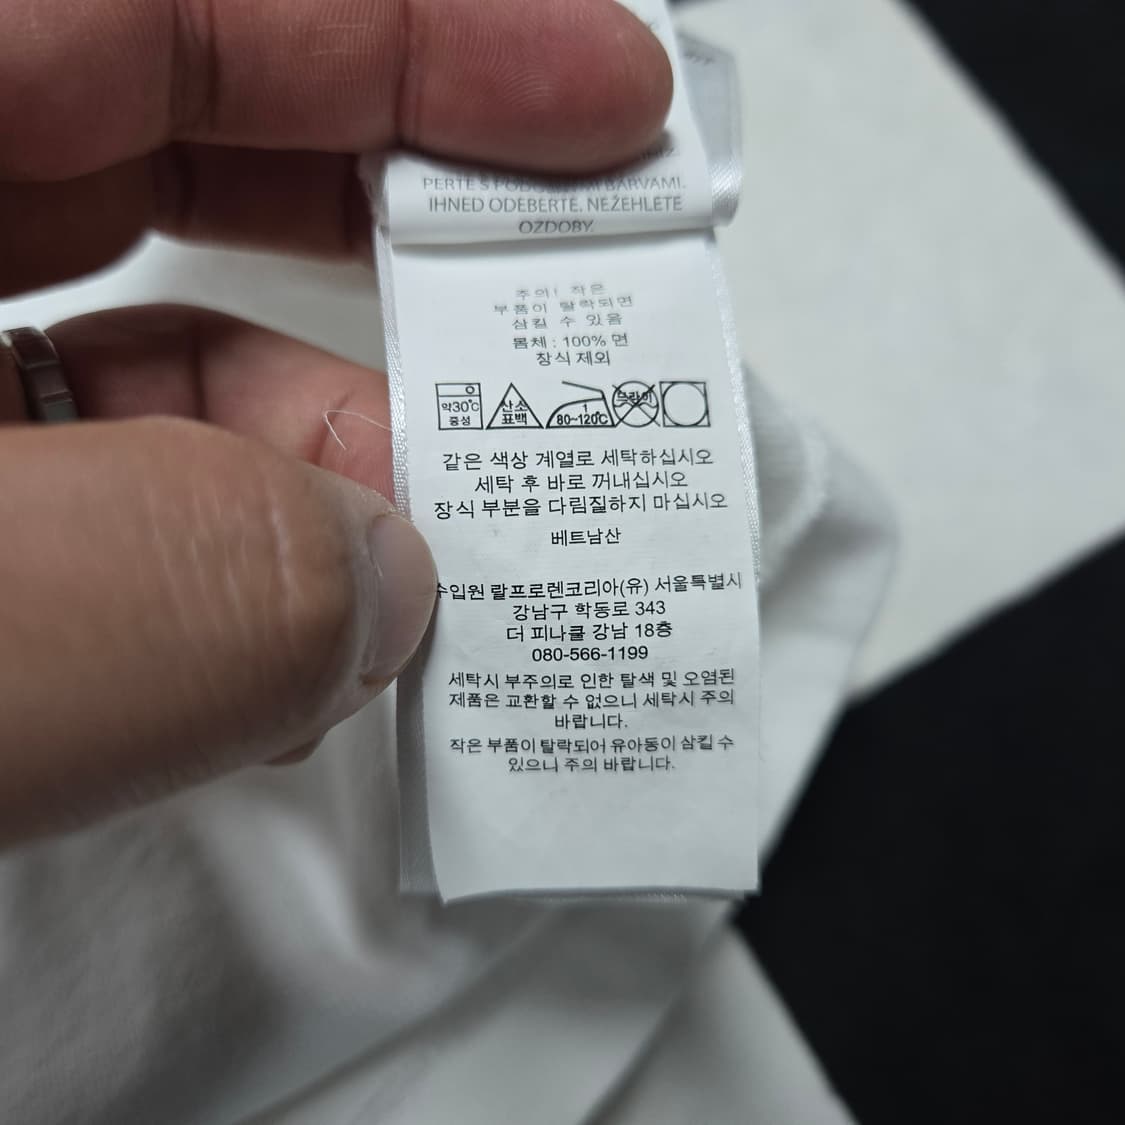 PERTE S PODOBNÝMI BARVAMI.
IHNED ODEBERTE. NEŽEHLETE
OZDOBY.
주의! 작은
부품이 탈락되면
삼킬 수 있음
몸체 : 100% 면
장식 제외
약30℃
중성
산소
표백
1
80~120℃
드라이
같은 색상 계열로 세탁하십시오
세탁 후 바로 꺼내십시오
장식 부분을 다림질하지 마십시오
베트남산
수입원 랄프로렌코리아(유) 서울특별시
강남구 학동로 343
더 피나클 강남 18층
080-566-1199
세탁시 부주의로 인한 탈색 및 오염된
제품은 교환할 수 없으니 세탁시 주의
바랍니다.
작은 부품이 탈락되어 유아동이 삼킬 수
있으니 주의 바랍니다.